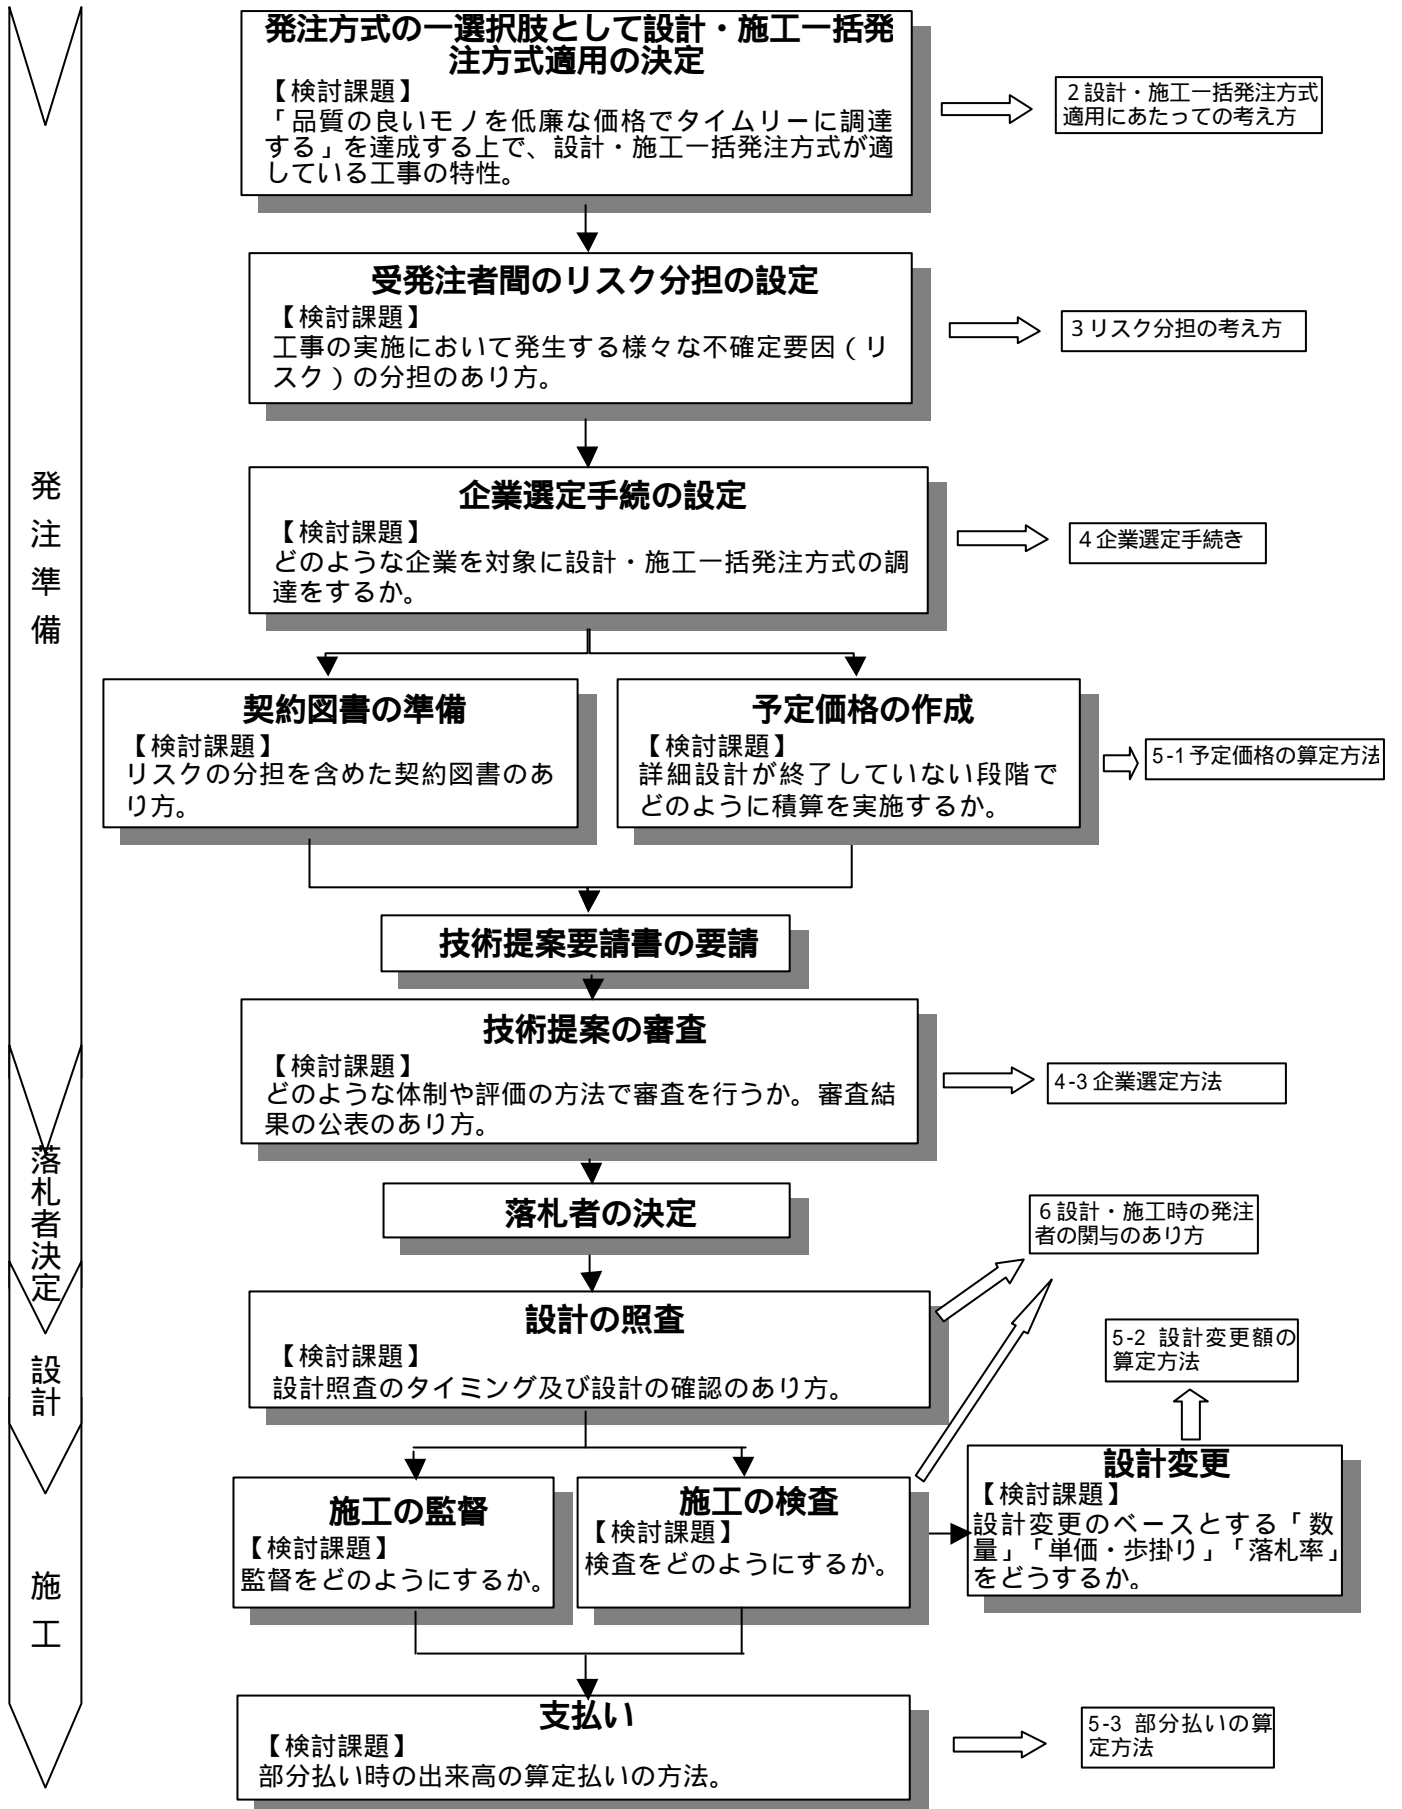 発注方式の一選択肢として設計・施工一括発
注方式適用の決定
【検討課題】
「品質の良いモノを低廉な価格でタイムリーに調達
する」を達成する上で、設計・施工一括発注方式が適
している工事の特性。
2 設計・施工一括発注方式
適用にあたっての考え方
受発注者間のリスク分担の設定
【検討課題】
工事の実施において発生する様々な不確定要因(リ
スク)の分担のあり方。
3 リスク分担の考え方
発注準備
企業選定手続の設定
【検討課題】
どのような企業を対象に設計・施工一括発注方式の調
達をするか。
4 企業選定手続き
契約図書の準備
【検討課題】
リスクの分担を含めた契約図書のあ
り方。
予定価格の作成
【検討課題】
詳細設計が終了していない段階で
どのように積算を実施するか。
5-1 予定価格の算定方法
技術提案要請書の要請
技術提案の審査
【検討課題】
どのような体制や評価の方法で審査を行うか。審査結
果の公表のあり方。
4-3 企業選定方法
落札者決定
落札者の決定
6 設計・施工時の発注
者の関与のあり方
設計の照査
【検討課題】
設計照査のタイミング及び設計の確認のあり方。
5-2 設計変更額の
算定方法
設計
施工の監督
【検討課題】
監督をどのようにするか。
施工の検査
【検討課題】
検査をどのようにするか。
設計変更
【検討課題】
設計変更のベースとする「数
量」「単価・歩掛り」「落札率」
をどうするか。
施工
支払い
【検討課題】
部分払い時の出来高の算定払いの方法。
5-3 部分払いの算
定方法